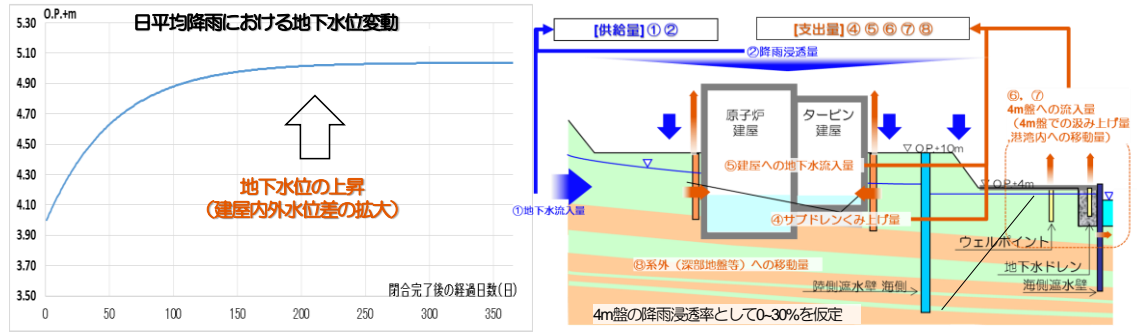 O.P.+m
日平均降雨における地下水位変動
5.30
5.10
4.90
4.70
4.50
4.30
4.10
3.90
3.70
3.50
0
50
100
150
200
250
300
350
地下水位の上昇
(建屋内外水位差の拡大)
閉合完了後の経過日数(日)
[供給量]① ②
[支出量]④ ⑤ ⑥ ⑦ ⑧
②降雨浸透量
原子炉
建屋
タービン
建屋
⑥, ⑦
4m盤への流入量
(4m盤での汲み上げ量
,港湾内への移動量)
▽ O.P.+10m
⑤建屋への地下水流入量
▽ O.P.+4m
①地下水流入量
④サブドレンくみ上げ量
ウェルポイント
地下水ドレン
⑧系外(深部地盤等)への移動量
陸側遮水壁 海側
海側遮水壁
4m盤の降雨浸透率として0~30%を仮定